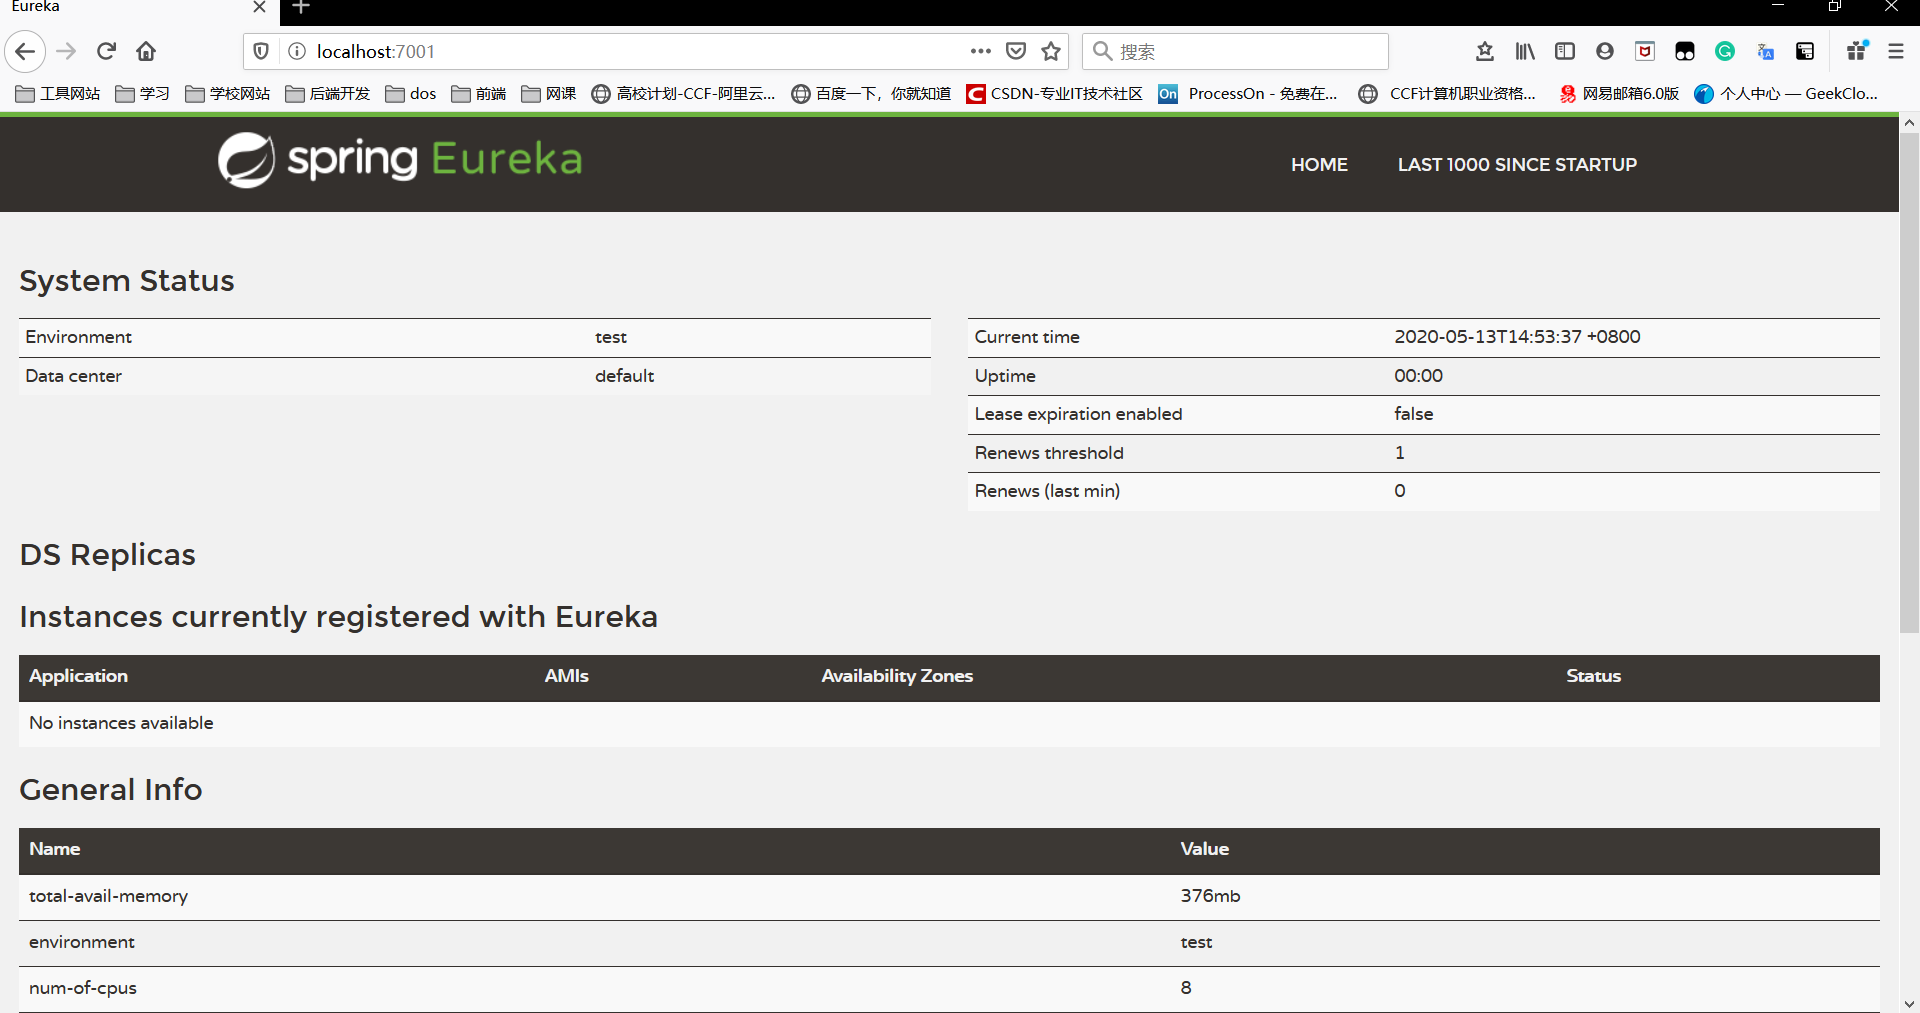 Eureka
localhost:7001
搜索
工具网站 学习 学校网站 后端开发 dos 前端 网课 高校计划-CCF-阿里云... 百度一下，你就知道 CSDN-专业IT技术社区 On ProcessOn - 免费在... CCF计算机职业资格... 网易邮箱6.0版 个人中心 — GeekClo...
spring Eureka
HOME LAST 1000 SINCE STARTUP
System Status
Environment test
Data center default
Current time 2020-05-13T14:53:37 +0800
Uptime 00:00
Lease expiration enabled false
Renews threshold 1
Renews (last min) 0
DS Replicas
Instances currently registered with Eureka
Application AMIs Availability Zones Status
No instances available
General Info
Name Value
total-avail-memory 376mb
environment test
num-of-cpus 8